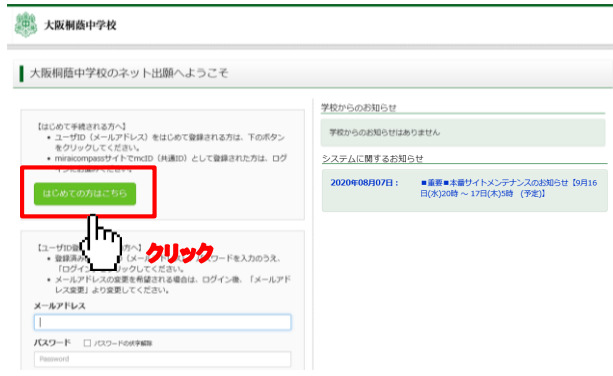 大阪桐蔭中学校
大阪桐蔭中学校のネット出願へようこそ
【はじめて手続される方へ】
• ユーザID（メールアドレス）をはじめて登録される方は、下のボタン
をクリックしてください。
• miraicompassサイトでmcID（共通ID）として登録された方は、ログ
はじめての方はこちら
クリック
【ユーザID登
方へ】
• 登録済み
（メー
ワードを入力のうえ、
「ログイン
ックしてください。
• メールアドレスの変更を希望される場合は、ログイン後、「メールアド
レス変更」より変更してください。
メールアドレス
パスワード □ パスワードの伏字解除
Password
学校からのお知らせ
学校からのお知らせはありません
システムに関するお知らせ
2020年08月07日： ■重要■本番サイトメンテナンスのお知らせ【9月16
日(水)20時 ～ 17日(木)5時 (予定)】